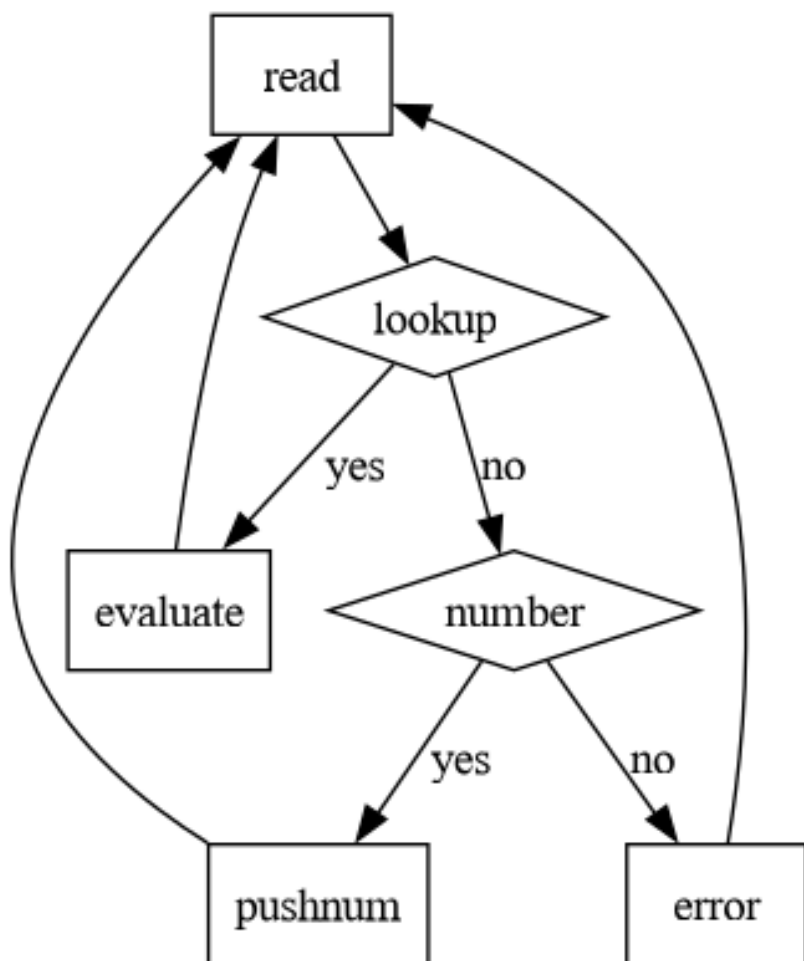 read
lookup
yes
no
evaluate
number
yes
no
pushnum
error